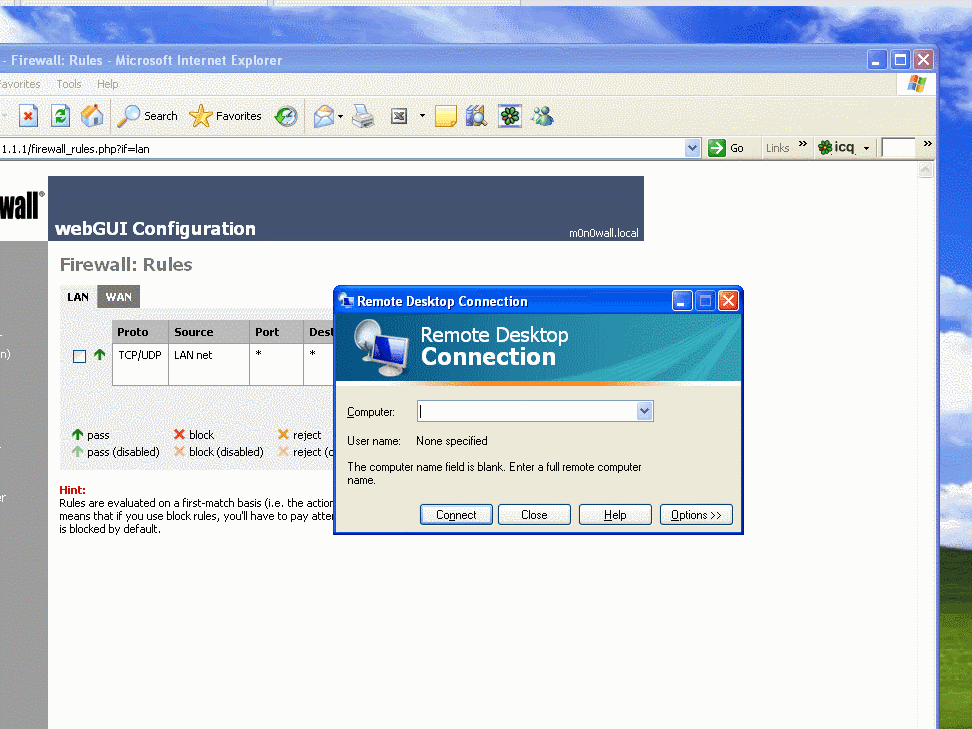 - Firewall: Rules - Microsoft Internet Explorer
Favorites Tools Help
Search Favorites
1.1.1/firewall_rules.php?if=lan Go Links » icq »
wall®
webGUI Configuration
m0n0wall.local
Firewall: Rules
LAN WAN
Proto Source Port Dest
TCP/UDP LAN net * *
n)
pass block reject
pass (disabled) block (disabled) reject (d
er
Hint:
Rules are evaluated on a first-match basis (i.e. the action
means that if you use block rules, you'll have to pay atten
is blocked by default.
Remote Desktop Connection
Remote Desktop
Connection
Computer:
User name: None specified
The computer name field is blank. Enter a full remote computer
name.
Connect Close Help Options >>